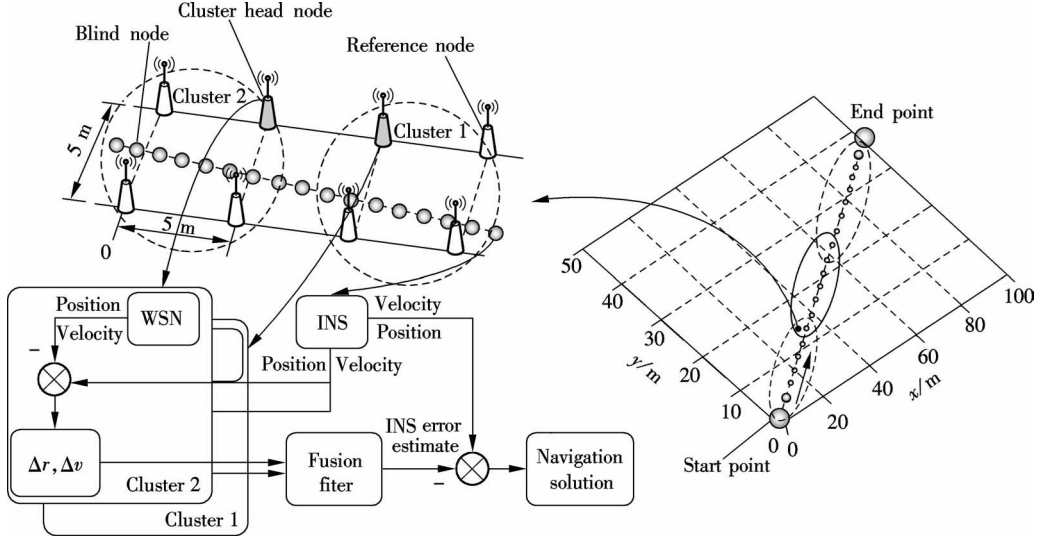 Cluster head node
Blind node
Reference node
Cluster 2
Cluster 1
5 m
5 m
0
End point
50
40
30
20
10
0
y/m
0
20
40
60
80
100
x/m
Start point
Position
Velocity
WSN
−
Δr, Δv
Cluster 2
Cluster 1
INS
Velocity
Position
Position
Velocity
INS error
estimate
Fusion
fiter
−
Navigation
solution